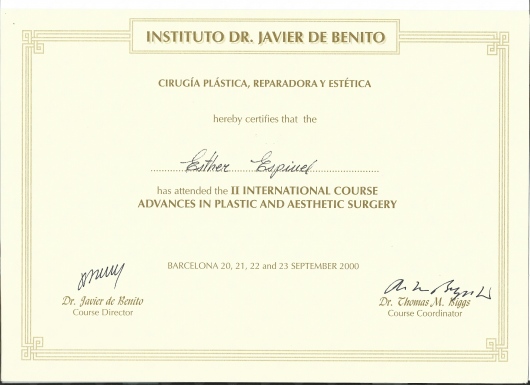 INSTITUTO DR. JAVIER DE BENITO
CIRUGÍA PLÁSTICA, REPARADORA Y ESTÉTICA
hereby certifies that the
Esther Espinel
has attended the II INTERNATIONAL COURSE
ADVANCES IN PLASTIC AND AESTHETIC SURGERY
BARCELONA 20, 21, 22 and 23 SEPTEMBER 2000
Dr. Javier de Benito
Course Director
Dr. Thomas M. Biggs
Course Coordinator